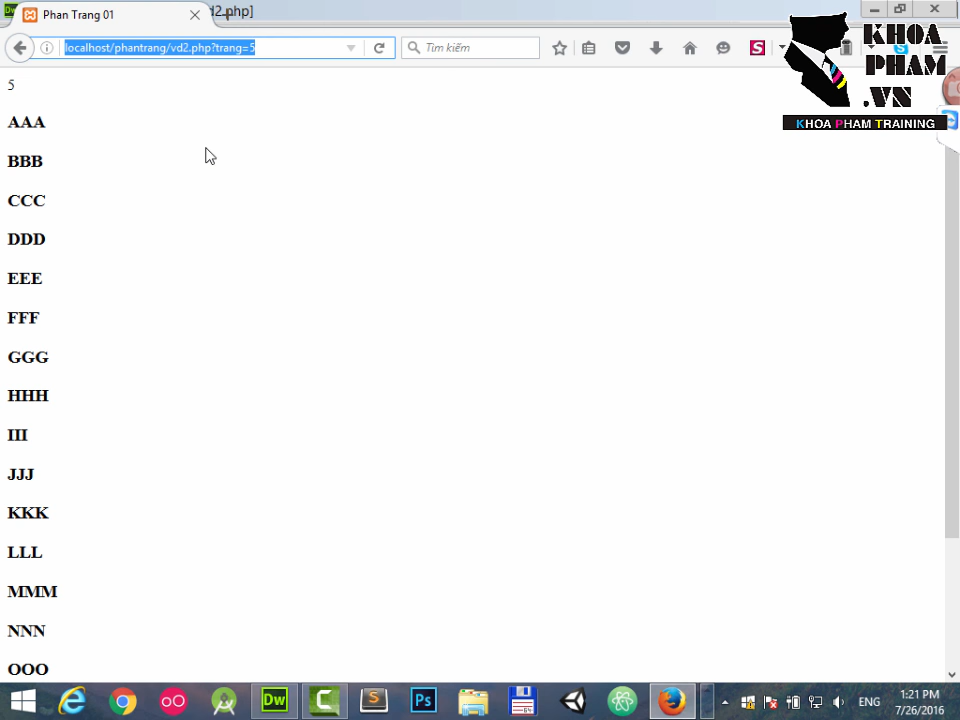 Phan Trang 01
d2.php]
localhost/phantrang/vd2.php?trang=5
Tìm kiếm
KHOA
PHAM
.VN
KHOA PHAM TRAINING
5
AAA
BBB
CCC
DDD
EEE
FFF
GGG
HHH
III
JJJ
KKK
LLL
MMM
NNN
OOO
Dw
Ps
ENG
1:21 PM
7/26/2016